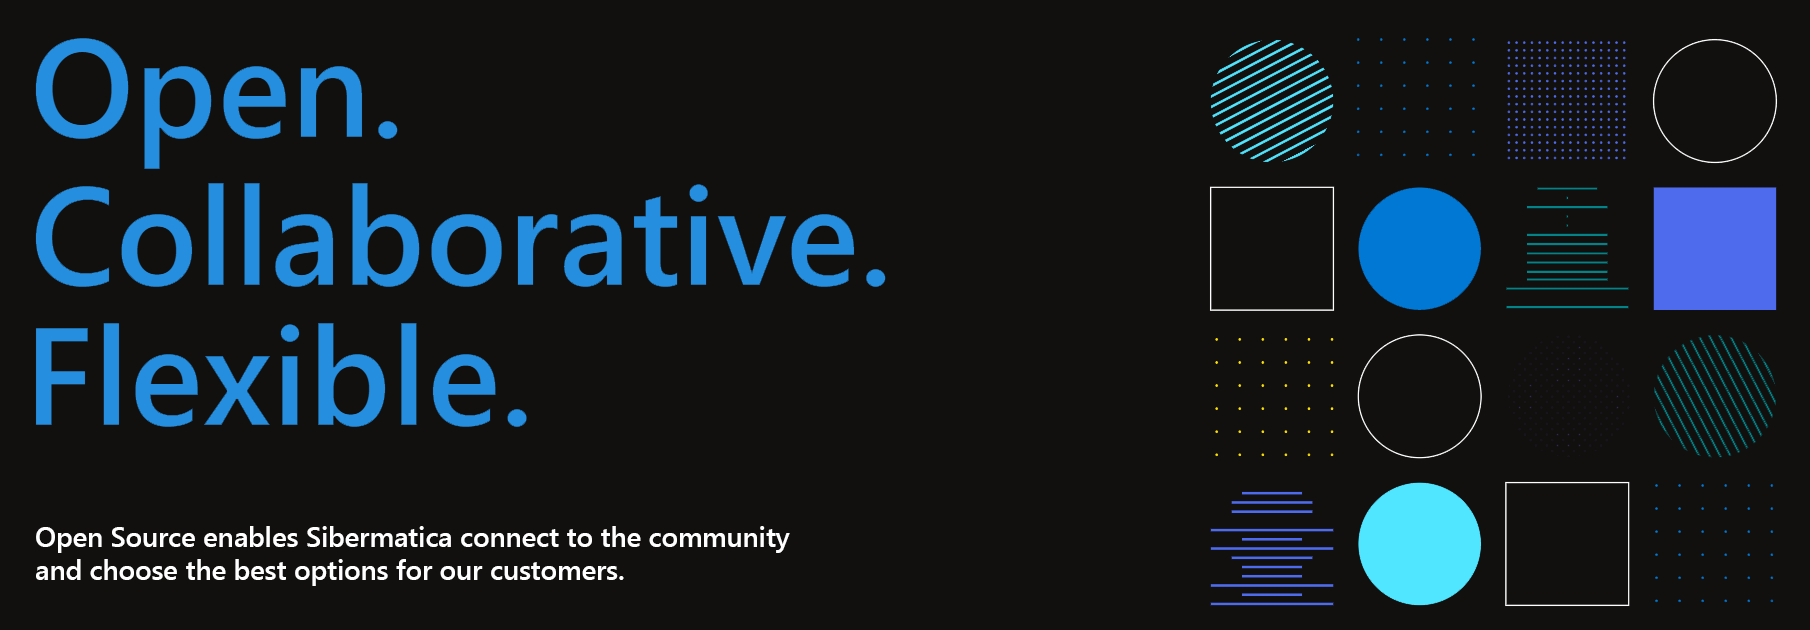 Open.
Collaborative.
Flexible.
Open Source enables Sibermatica connect to the community
and choose the best options for our customers.